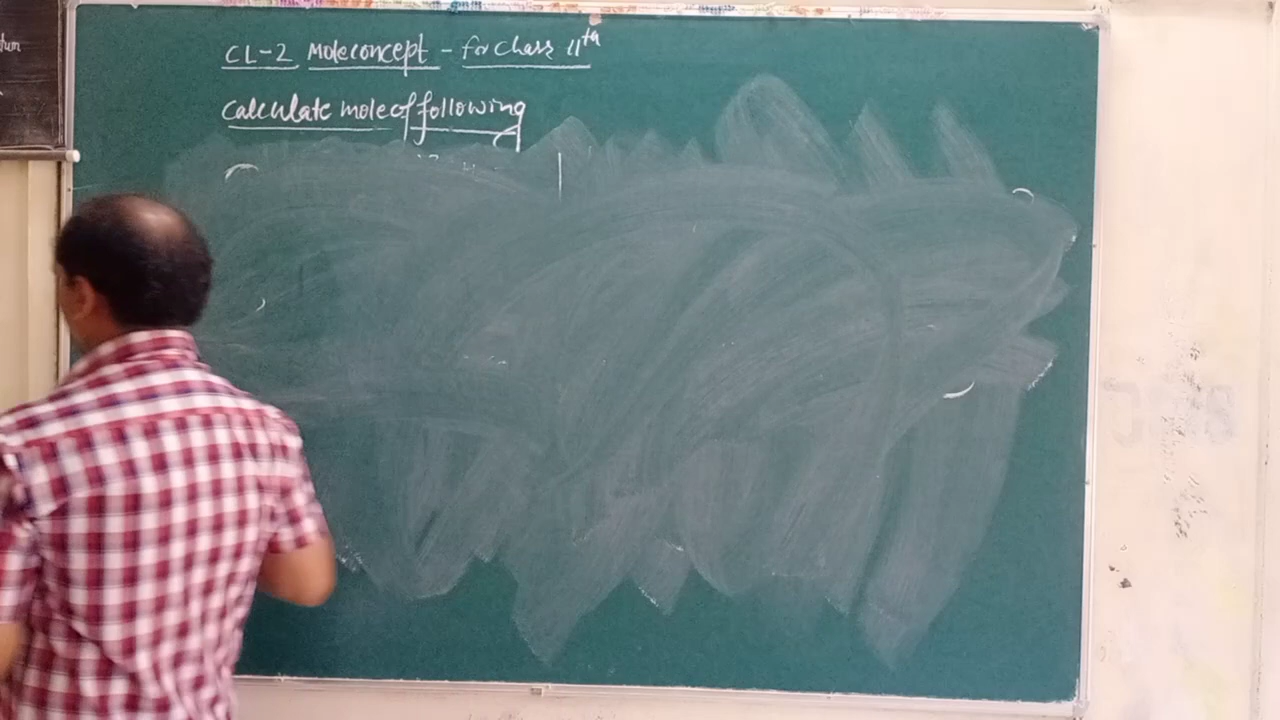 CL-2 Moleconcept - for class 11th
Calculate mole of following